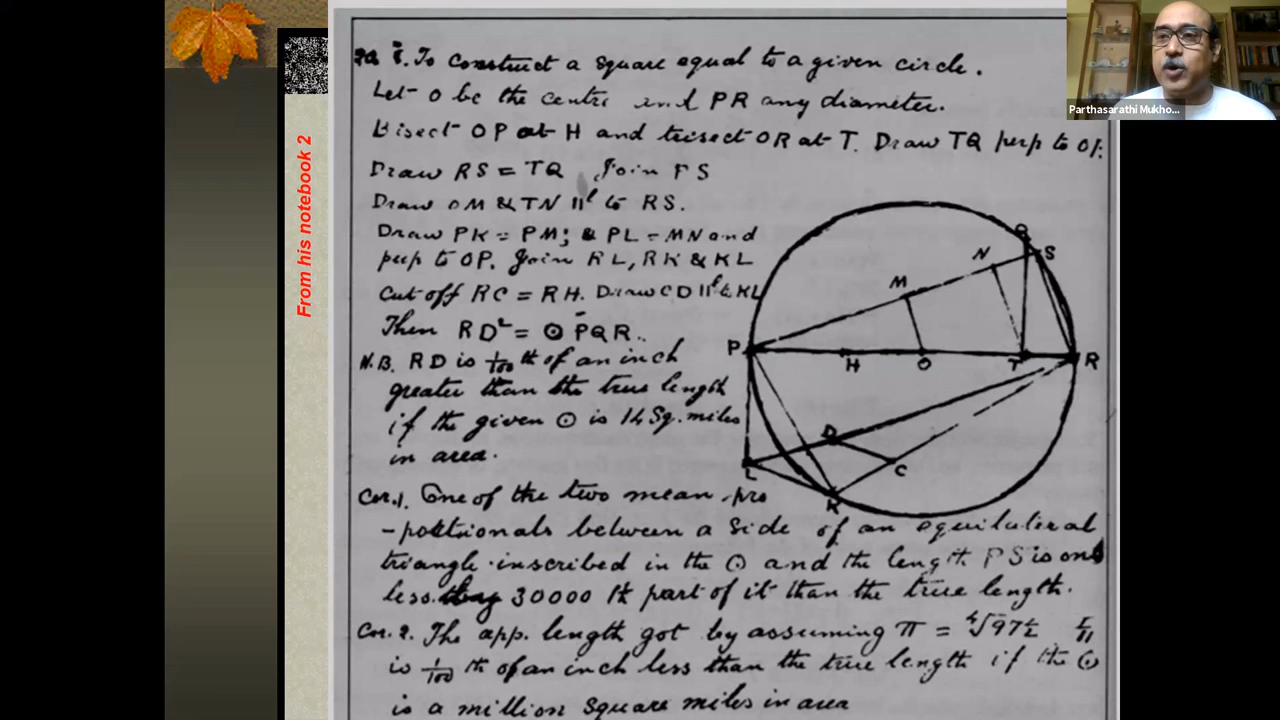 From his notebook 2
Parthasarathi Mukho...
To construct a square equal to a given circle.
Let O be the centre and PR any diameter.
Bisect OP at H and trisect OR at T. Draw TQ perp to OP.
Draw RS = TQ Join PS
Draw OM & TN ||l to RS.
Draw PK = PM; & PL = MN and
perp to OP. Join RL, RK & KL
Cut off RC = RH. Draw CD ||l to KL
Then RD² = ⊙ PQR.
N.B. RD is 1/100 th of an inch
greater than the true length
if the given ⊙ is 14 Sq. miles
in area.
Cor. 1. One of the two mean pro
-portionals between a side of an equilateral
triangle inscribed in the ⊙ and the length PS is only
less by 30000 th part of it than the true length.
Cor. 2. The app. length got by assuming π = ∜97½
is 1/100 th of an inch less than the true length if the ⊙
is a million square miles in area
Q
S
N
M
P
H
O
T
R
D
C
L
K